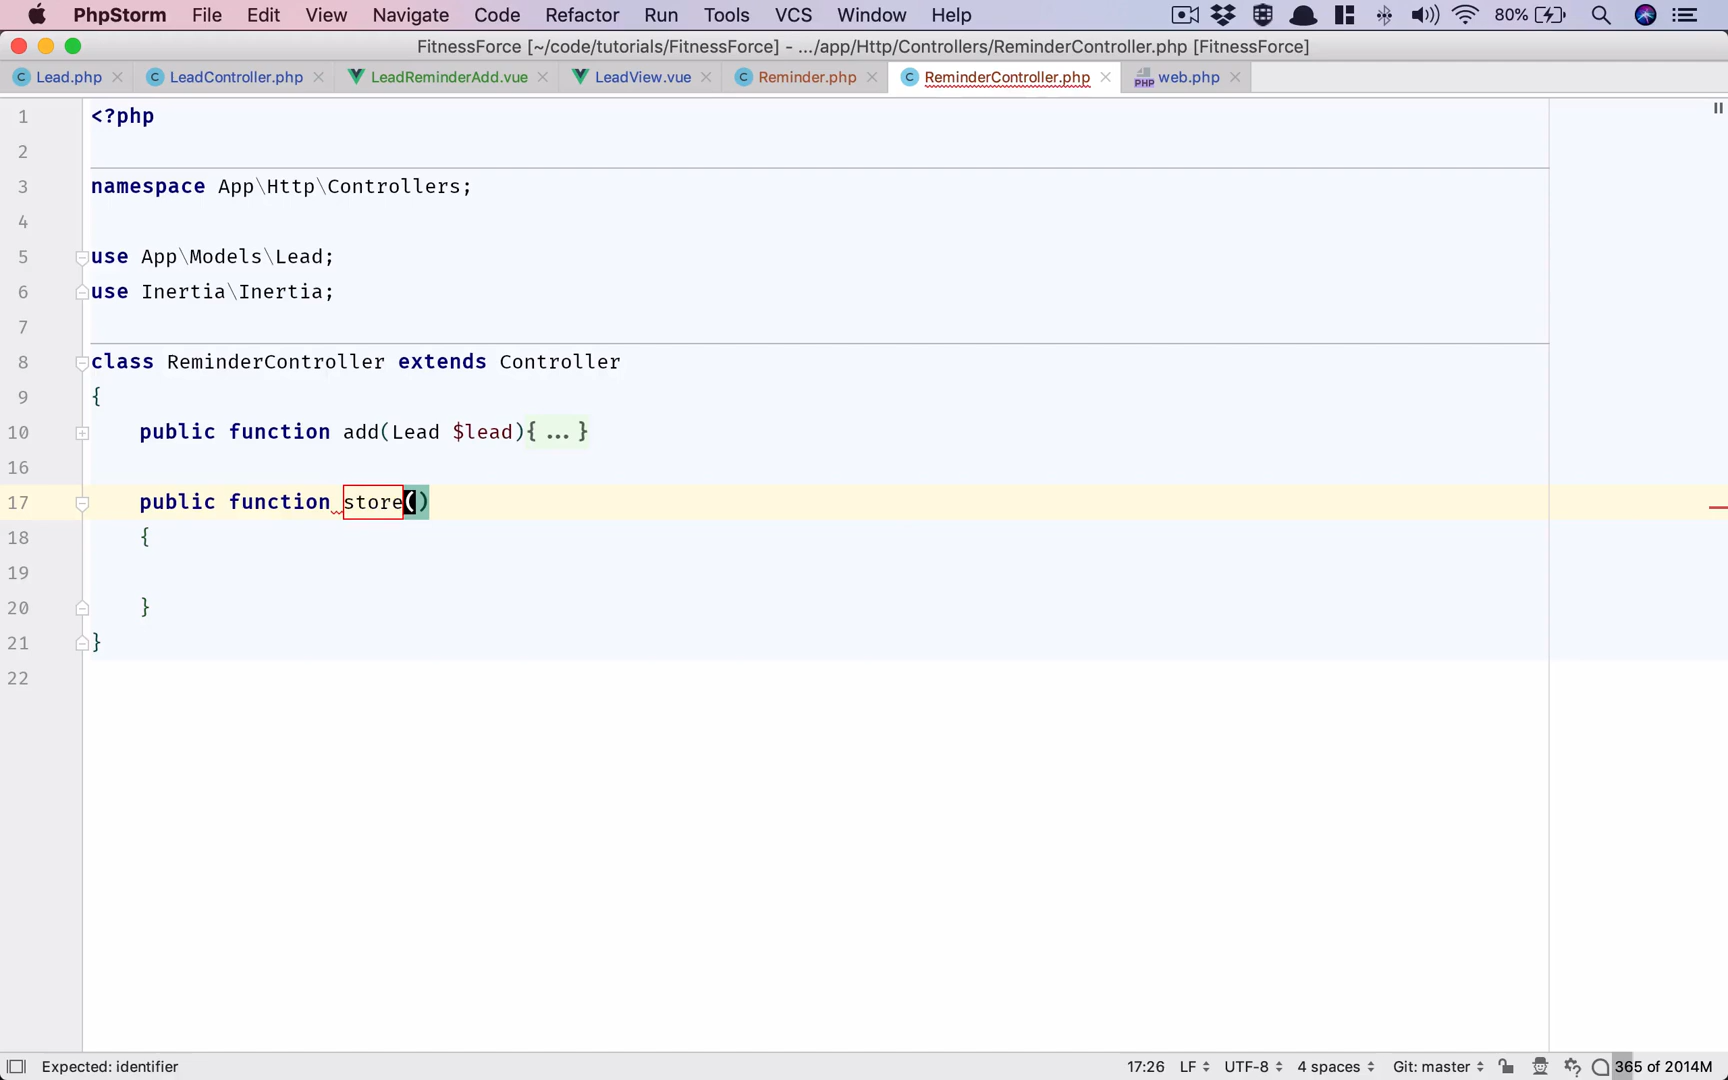 PhpStorm File Edit View Navigate Code Refactor Run Tools VCS Window Help 80%
FitnessForce [~/code/tutorials/FitnessForce] - .../app/Http/Controllers/ReminderController.php [FitnessForce]
C Lead.php C LeadController.php LeadReminderAdd.vue LeadView.vue C Reminder.php C ReminderController.php PHP web.php
1 <?php
2
3 namespace App\Http\Controllers;
4
5 use App\Models\Lead;
6 use Inertia\Inertia;
7
8 class ReminderController extends Controller
9 {
10 public function add(Lead $lead){ ... }
16
17 public function store()
18 {
19
20 }
21 }
22
Expected: identifier 17:26 LF UTF-8 4 spaces Git: master 365 of 2014M